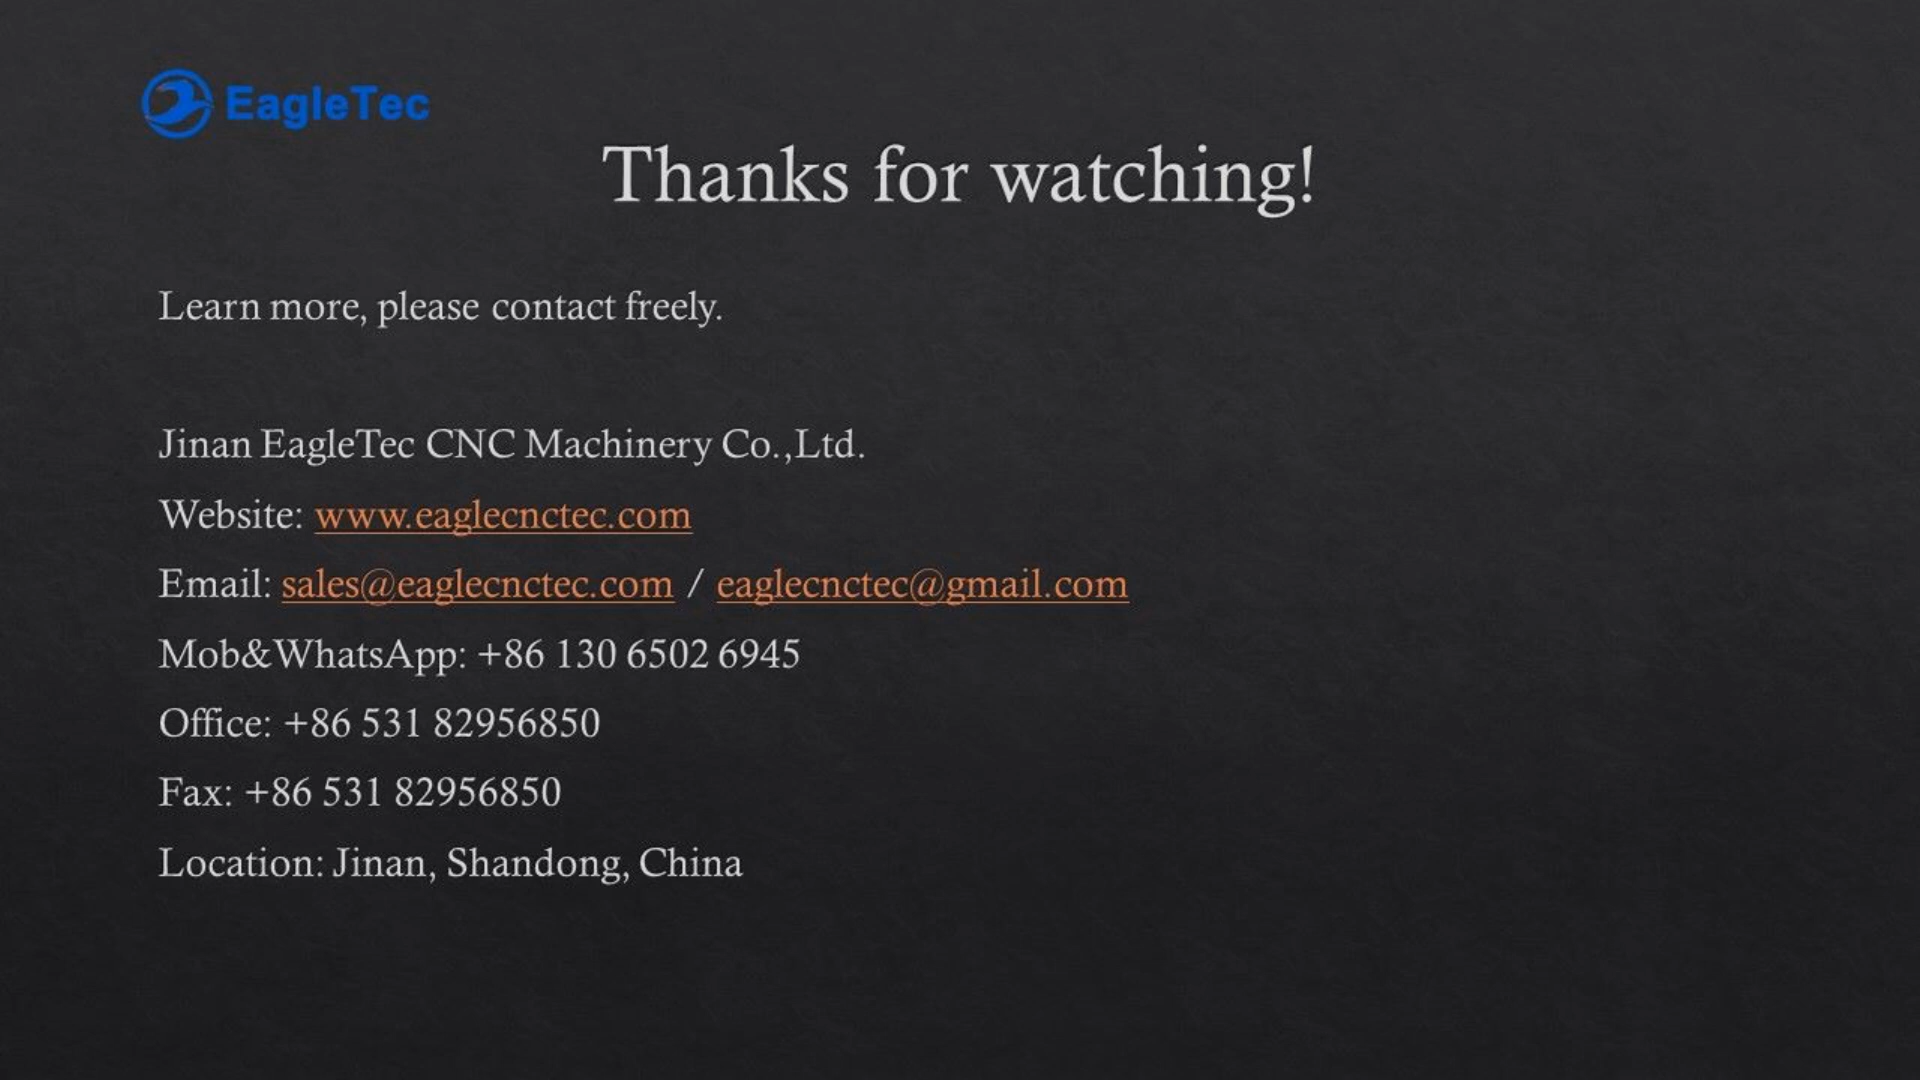 EagleTec
Thanks for watching!
Learn more, please contact freely.
Jinan EagleTec CNC Machinery Co.,Ltd.
Website: www.eaglecnctec.com
Email: sales@eaglecnctec.com / eaglecnctec@gmail.com
Mob&WhatsApp: +86 130 6502 6945
Office: +86 531 82956850
Fax: +86 531 82956850
Location: Jinan, Shandong, China